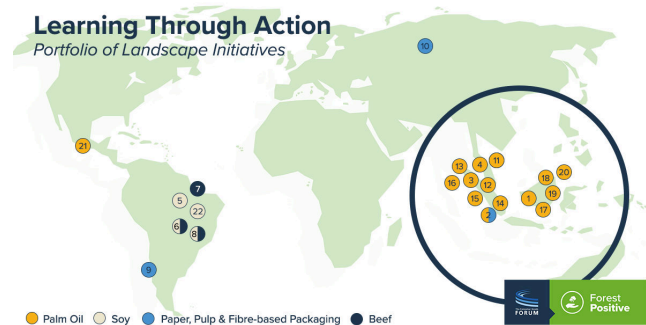 Learning Through Action
Portfolio of Landscape Initiatives
10
21
13
4
11
16
3
12
18
20
7
5
15
14
1
19
22
2
17
6
8
9
FORUM
Forest
Positive
Palm Oil
Soy
Paper, Pulp & Fibre-based Packaging
Beef